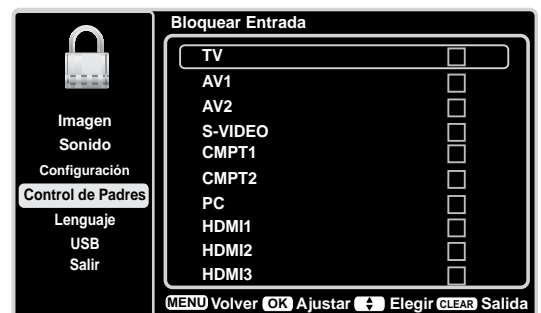 Bloquear Entrada
Imagen
Sonido
Configuración
Control de Padres
Lenguaje
USB
Salir
TV
AV1
AV2
S-VIDEO
CMPT1
CMPT2
PC
HDMI1
HDMI2
HDMI3
MENU Volver OK Ajustar Elegir CLEAR Salida